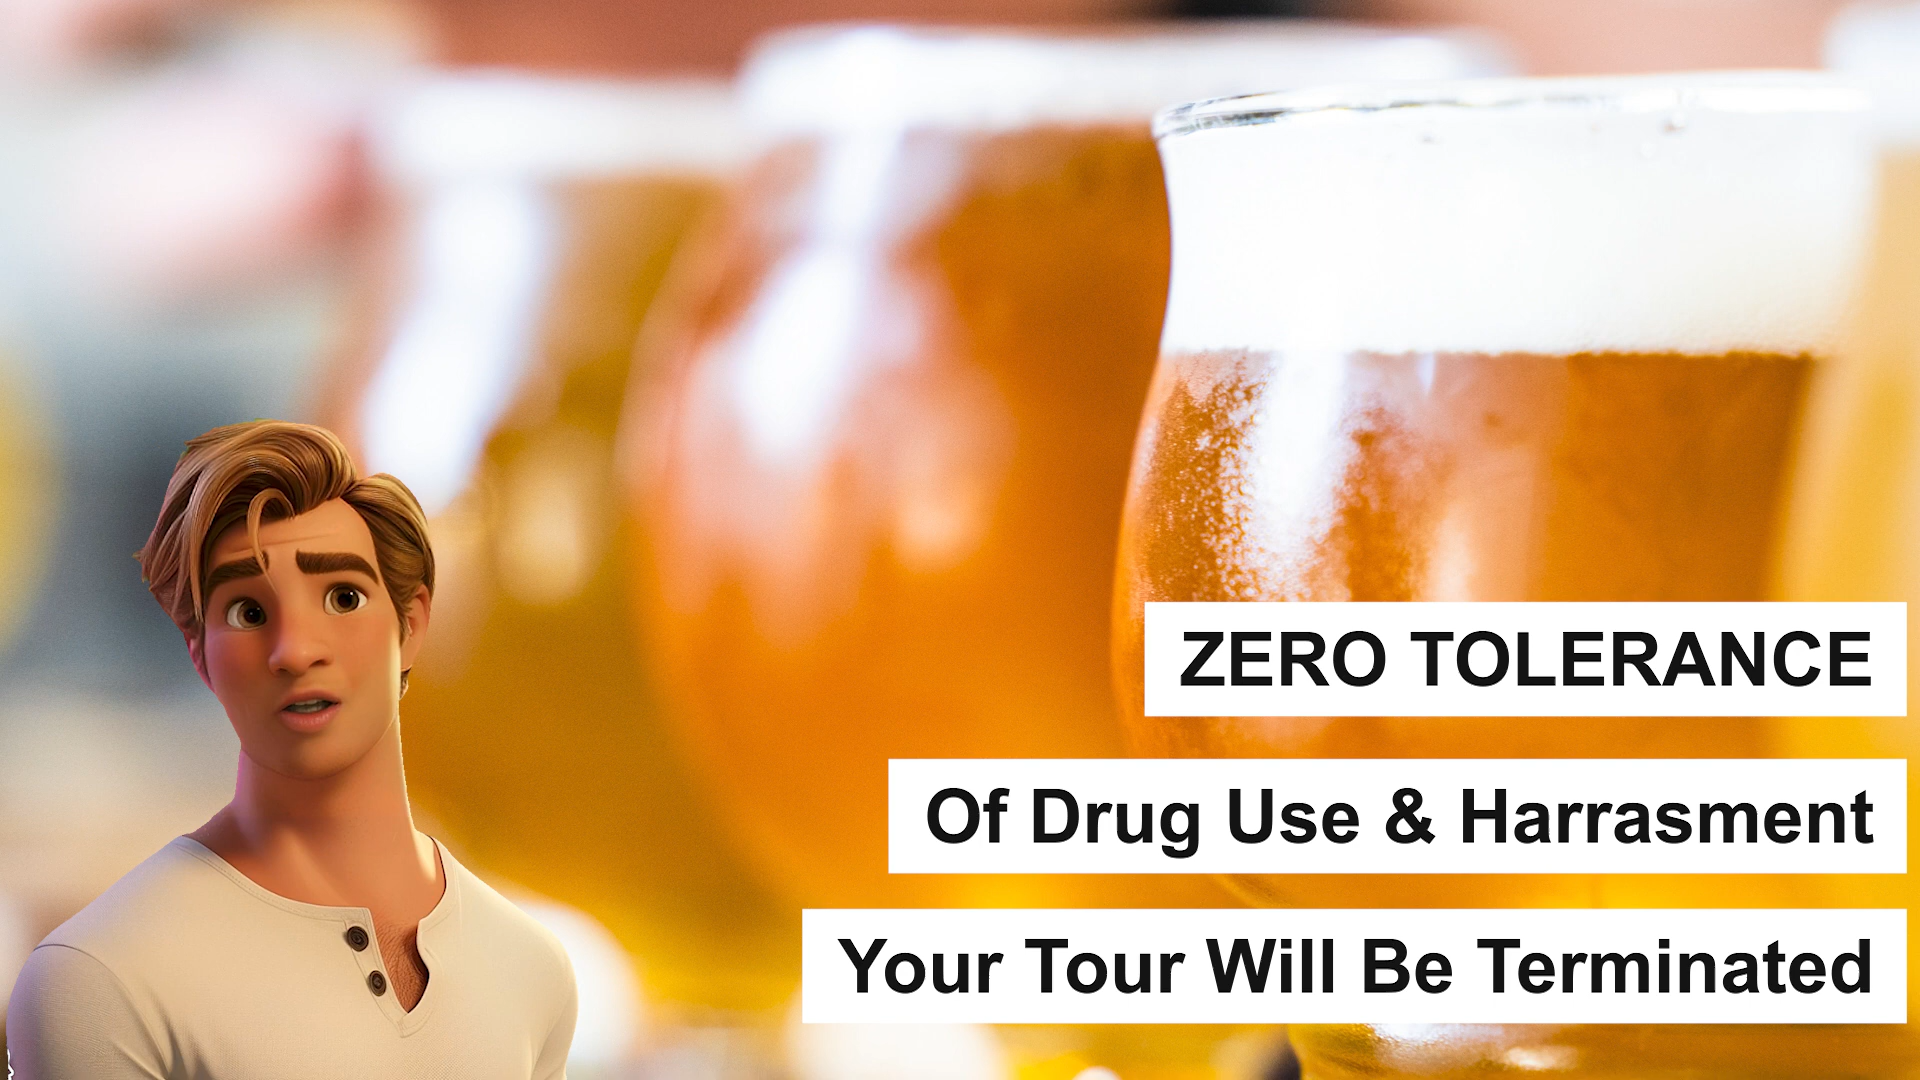 ZERO TOLERANCE
Of Drug Use & Harrasment
Your Tour Will Be Terminated